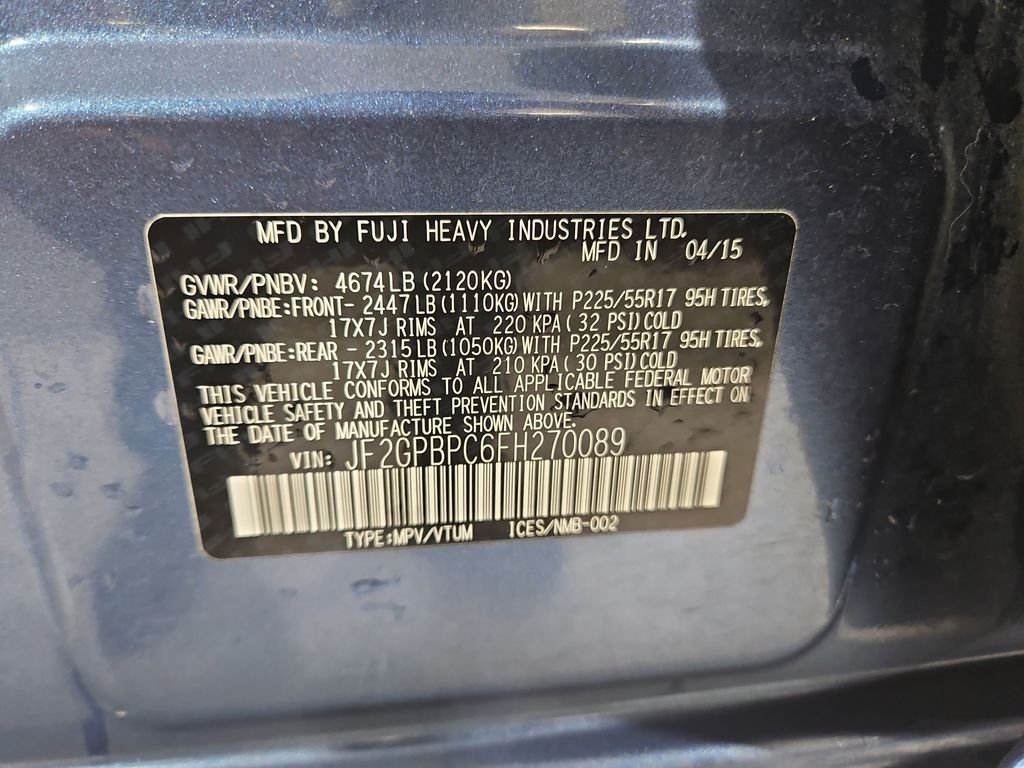 MFD BY FUJI HEAVY INDUSTRIES LTD.
MFD IN 04/15
GVWR/PNBV: 4674LB (2120KG)
GAWR/PNBE:FRONT- 2447LB (1110KG) WITH P225/55R17 95H TIRES,
17X7J RIMS AT 220 KPA ( 32 PSI) COLD
GAWR/PNBE:REAR - 2315LB (1050KG) WITH P225/55R17 95H TIRES,
17X7J RIMS AT 210 KPA ( 30 PSI) COLD
THIS VEHICLE CONFORMS TO ALL APPLICABLE FEDERAL MOTOR
VEHICLE SAFETY AND THEFT PREVENTION STANDARDS IN EFFECT ON
THE DATE OF MANUFACTURE SHOWN ABOVE.
VIN: JF2GPBPC6FH270089
TYPE:MPV/VTUM ICES/NMB-002